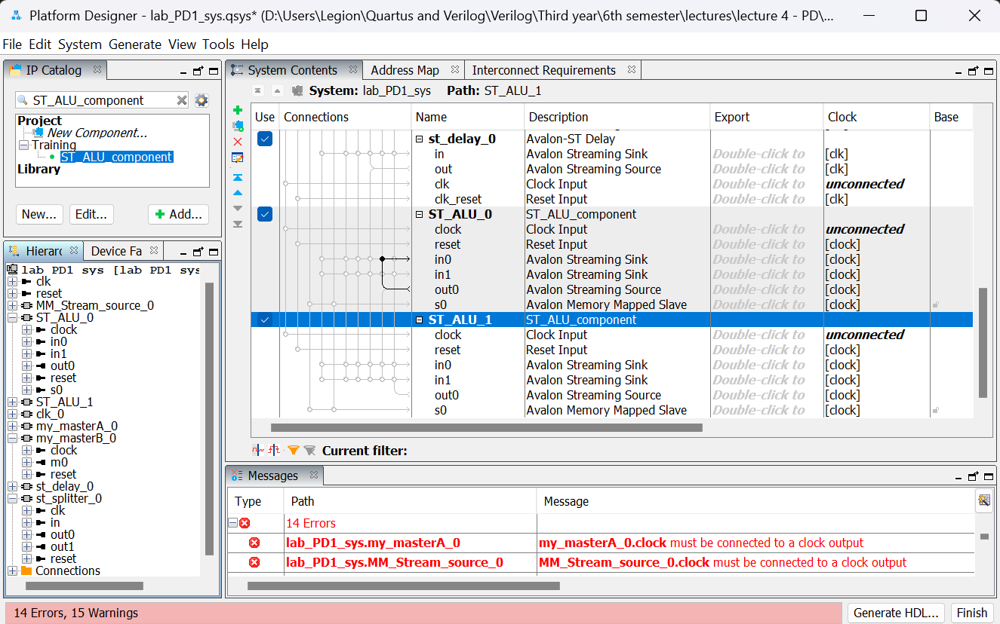 Platform Designer - lab_PD1_sys.qsys* (D:\Users\Legion\Quartus and Verilog\Verilog\Third year\6th semester\lectures\lecture 4 - PD\...
File Edit System Generate View Tools Help
IP Catalog
ST_ALU_component
Project
New Component...
Training
ST_ALU_component
Library
New... Edit... Add...
Hierarc Device Fa
lab_PD1_sys [lab_PD1_sys
clk
reset
MM_Stream_source_0
ST_ALU_0
clock
in0
in1
out0
reset
s0
ST_ALU_1
clk_0
my_masterA_0
my_masterB_0
clock
m0
reset
st_delay_0
st_splitter_0
clk
in
out0
out1
reset
Connections
System Contents Address Map Interconnect Requirements
System: lab_PD1_sys Path: ST_ALU_1
Use Connections Name Description Export Clock Base
st_delay_0 Avalon-ST Delay
in Avalon Streaming Sink Double-click to [clk]
out Avalon Streaming Source Double-click to [clk]
clk Clock Input Double-click to unconnected
clk_reset Reset Input Double-click to [clk]
ST_ALU_0 ST_ALU_component
clock Clock Input Double-click to unconnected
reset Reset Input Double-click to [clock]
in0 Avalon Streaming Sink Double-click to [clock]
in1 Avalon Streaming Sink Double-click to [clock]
out0 Avalon Streaming Source Double-click to [clock]
s0 Avalon Memory Mapped Slave Double-click to [clock]
ST_ALU_1 ST_ALU_component
clock Clock Input Double-click to unconnected
reset Reset Input Double-click to [clock]
in0 Avalon Streaming Sink Double-click to [clock]
in1 Avalon Streaming Sink Double-click to [clock]
out0 Avalon Streaming Source Double-click to [clock]
s0 Avalon Memory Mapped Slave Double-click to [clock]
Current filter:
Messages
Type Path Message
14 Errors
lab_PD1_sys.my_masterA_0 my_masterA_0.clock must be connected to a clock output
lab_PD1_sys.MM_Stream_source_0 MM_Stream_source_0.clock must be connected to a clock output
14 Errors, 15 Warnings Generate HDL... Finish